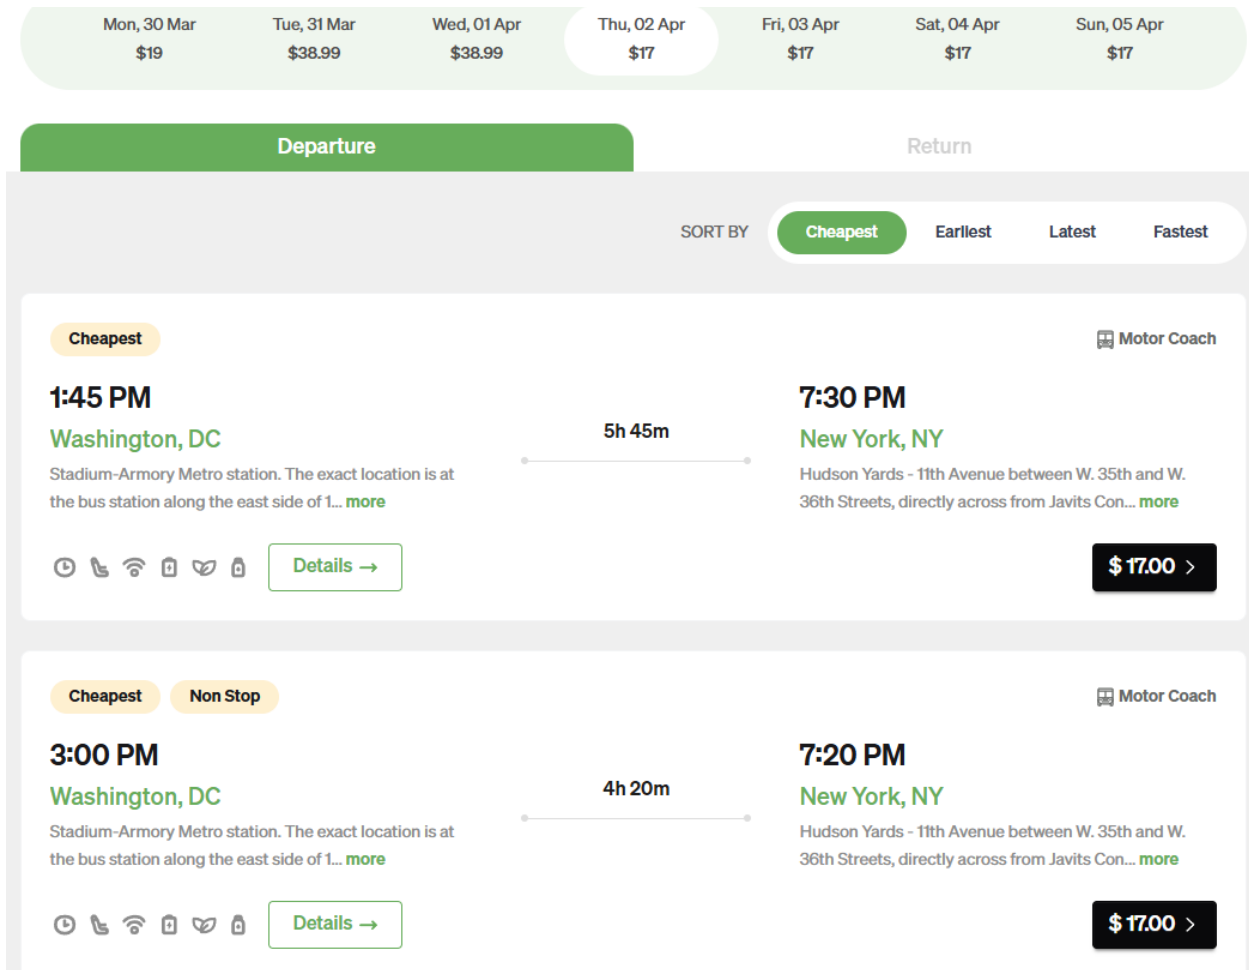 Mon, 30 Mar Tue, 31 Mar Wed, 01 Apr Thu, 02 Apr Fri, 03 Apr Sat, 04 Apr Sun, 05 Apr
$19 $38.99 $38.99 $17 $17 $17 $17
Departure Return
SORT BY Cheapest Earliest Latest Fastest
Cheapest Motor Coach
1:45 PM 7:30 PM
5h 45m
Washington, DC New York, NY
Stadium-Armory Metro station. The exact location is at Hudson Yards - 11th Avenue between W. 35th and W.
the bus station along the east side of 1... more 36th Streets, directly across from Javits Con... more
Details → $ 17.00 >
Cheapest Non Stop Motor Coach
3:00 PM 7:20 PM
4h 20m
Washington, DC New York, NY
Stadium-Armory Metro station. The exact location is at Hudson Yards - 11th Avenue between W. 35th and W.
the bus station along the east side of 1... more 36th Streets, directly across from Javits Con... more
Details → $ 17.00 >